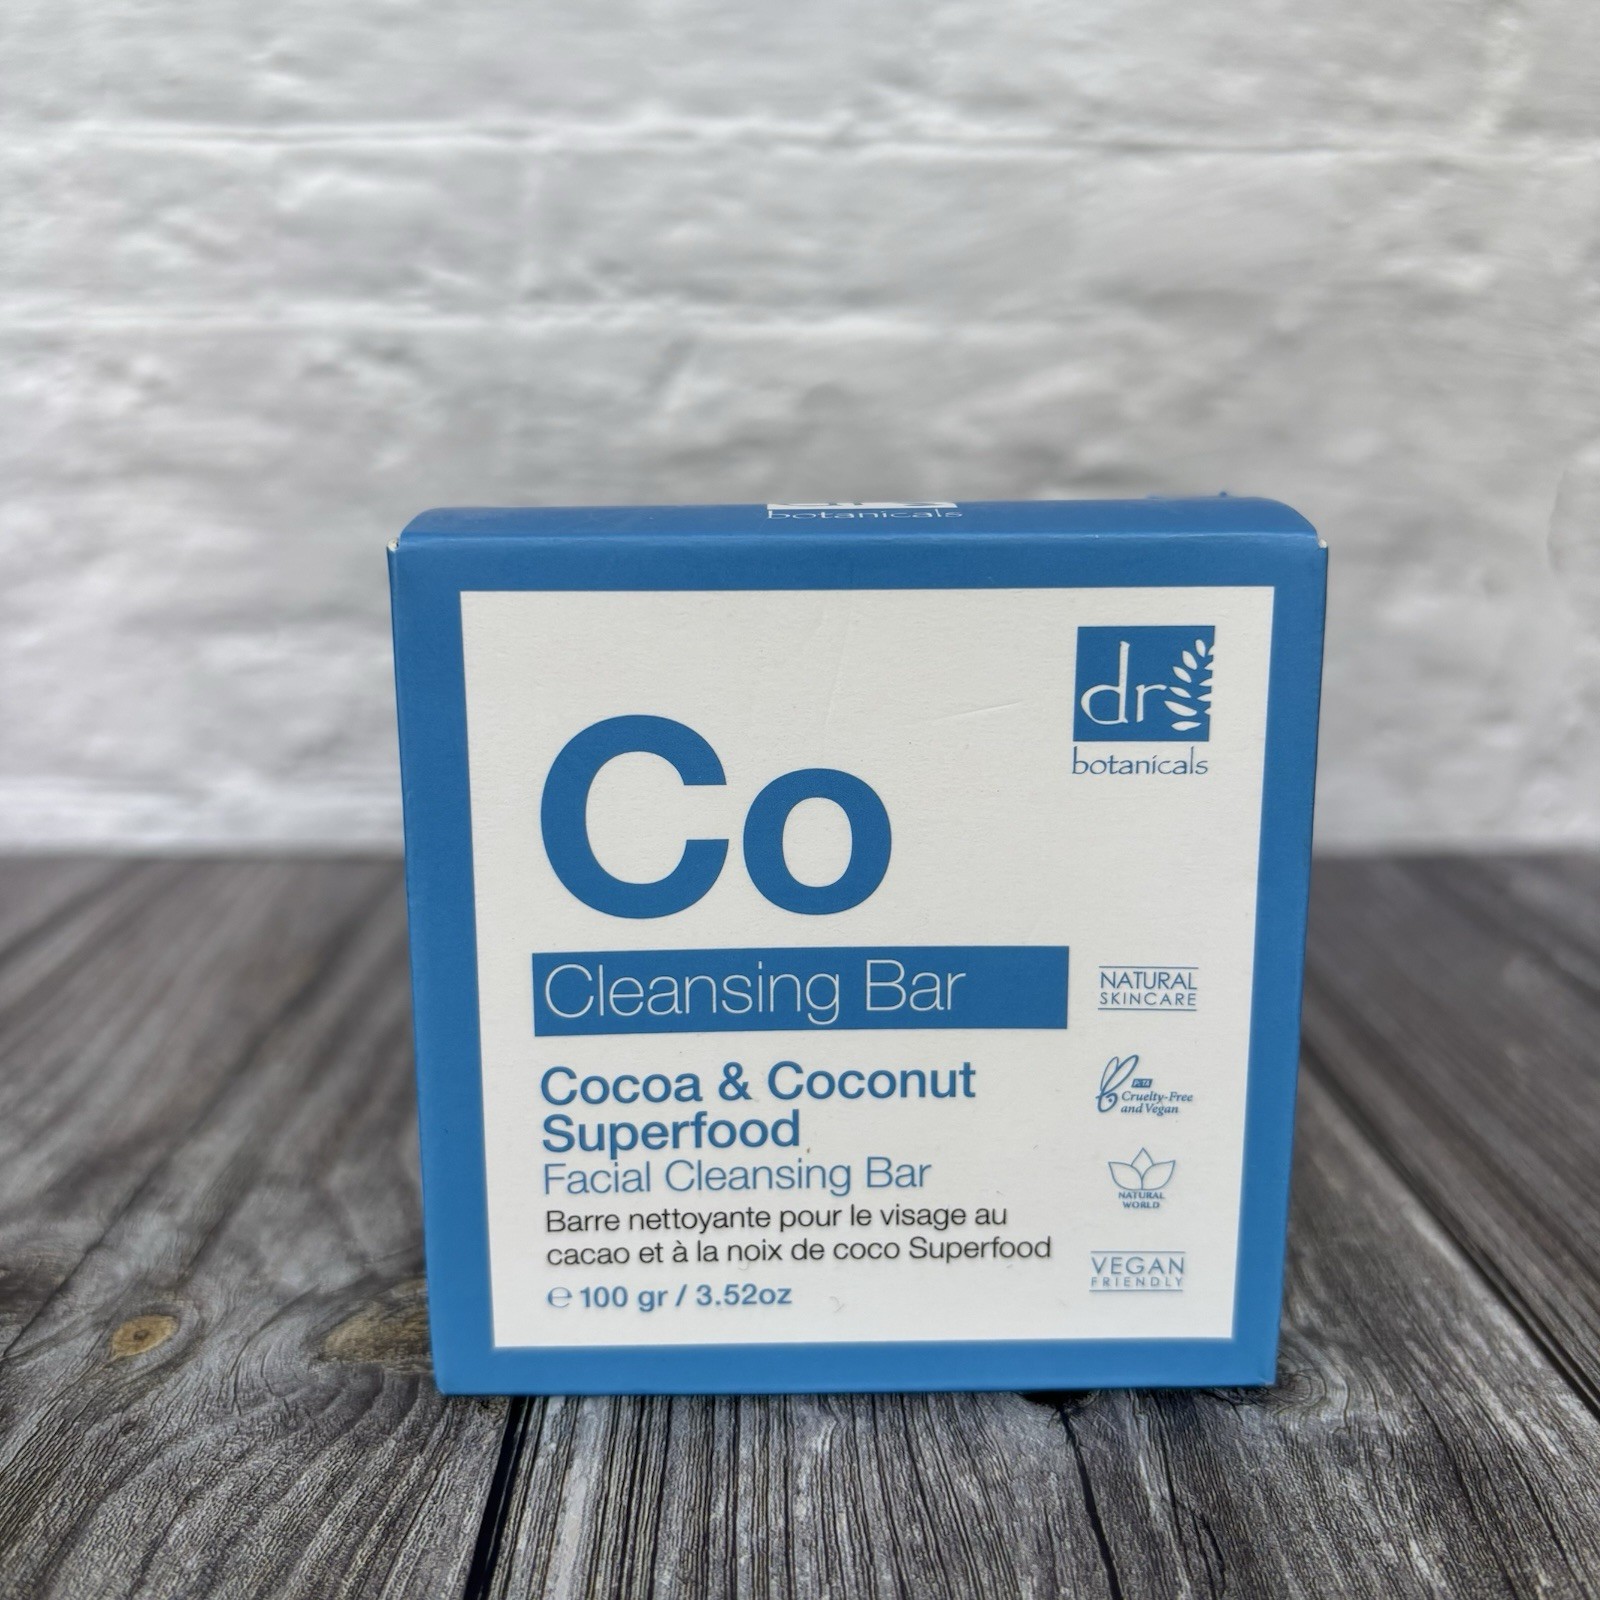 botanicals
dr
botanicals
Co
Cleansing Bar
Cocoa & Coconut
Superfood
Facial Cleansing Bar
Barre nettoyante pour le visage au
cacao et à la noix de coco Superfood
℮ 100 gr / 3.52oz
NATURAL
SKINCARE
PETA
Cruelty-Free
and Vegan
NATURAL
WORLD
VEGAN
FRIENDLY